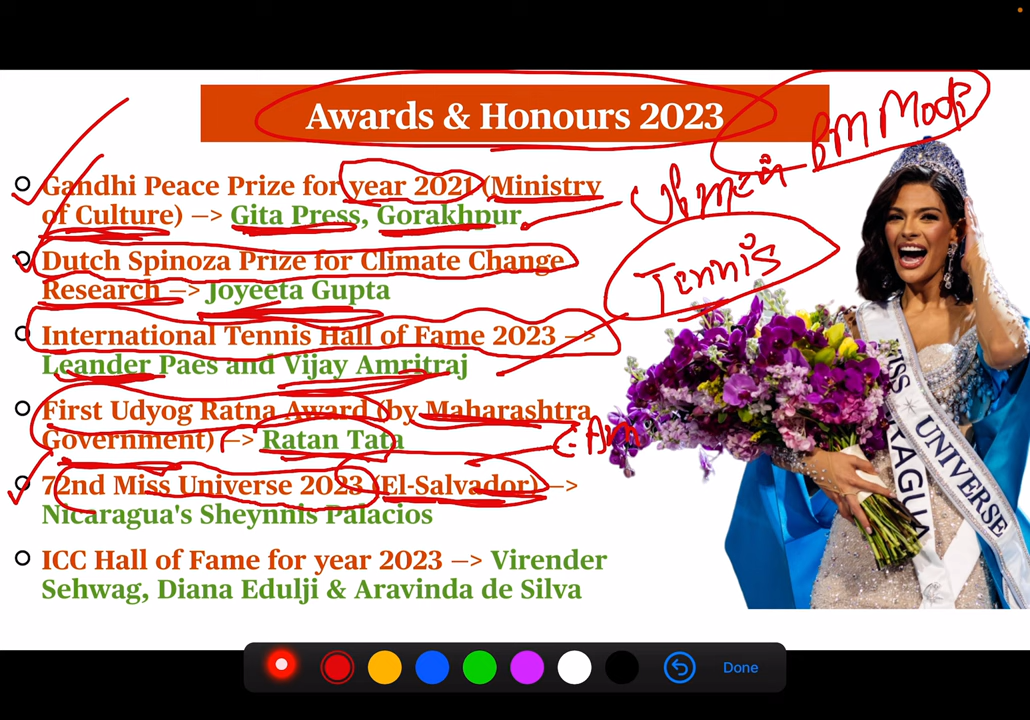 Awards & Honours 2023
PM Modi
Gandhi Peace Prize for year 2021 (Ministry
of Culture) —> Gita Press, Gorakhpur.
Dutch Spinoza Prize for Climate Change
Research —> Joyeeta Gupta
Tennis
International Tennis Hall of Fame 2023 —>
Leander Paes and Vijay Amritraj
First Udyog Ratna Award (by Maharashtra
Government) —> Ratan Tata
72nd Miss Universe 2023 (El-Salvador) —>
Nicaragua's Sheynnis Palacios
ICC Hall of Fame for year 2023 —> Virender
Sehwag, Diana Edulji & Aravinda de Silva
MISS UNIVERSE
RAGUA
Done